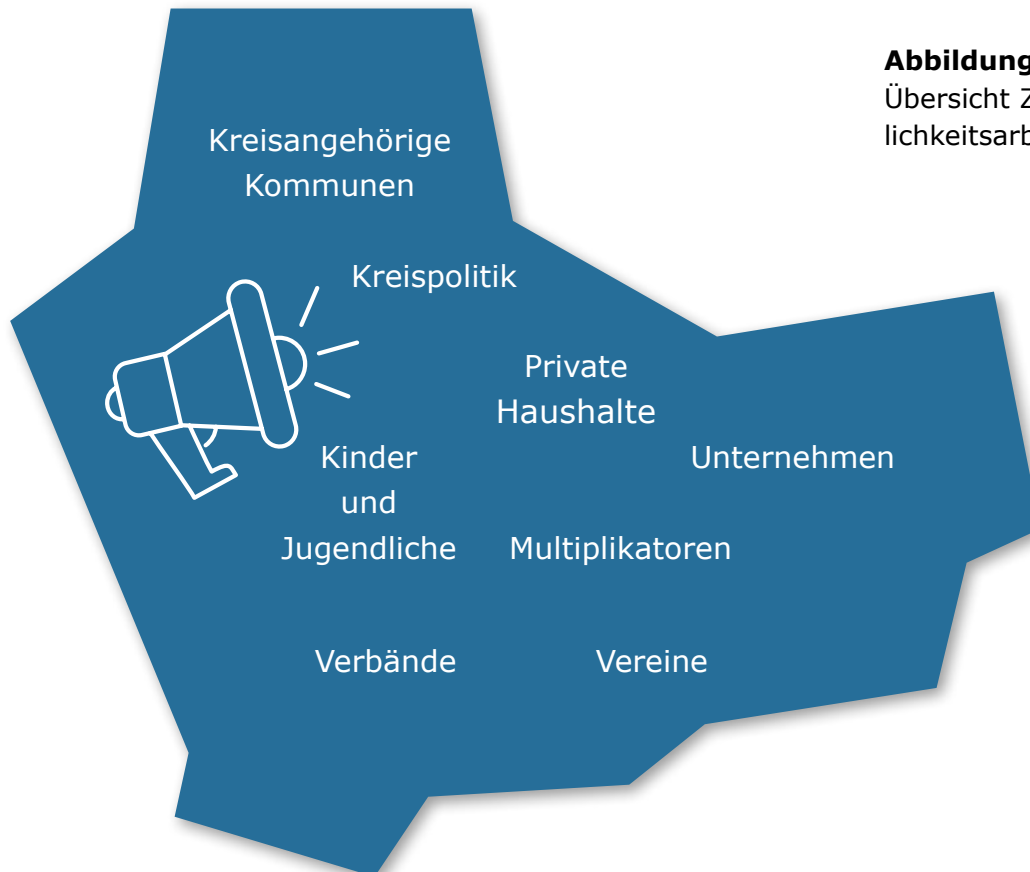 Abbildung
Übersicht
lichkeitsarb
Kreisangehörige
Kommunen
Kreispolitik
Private
Haushalte
Kinder
und
Jugendliche
Unternehmen
Multiplikatoren
Verbände
Vereine